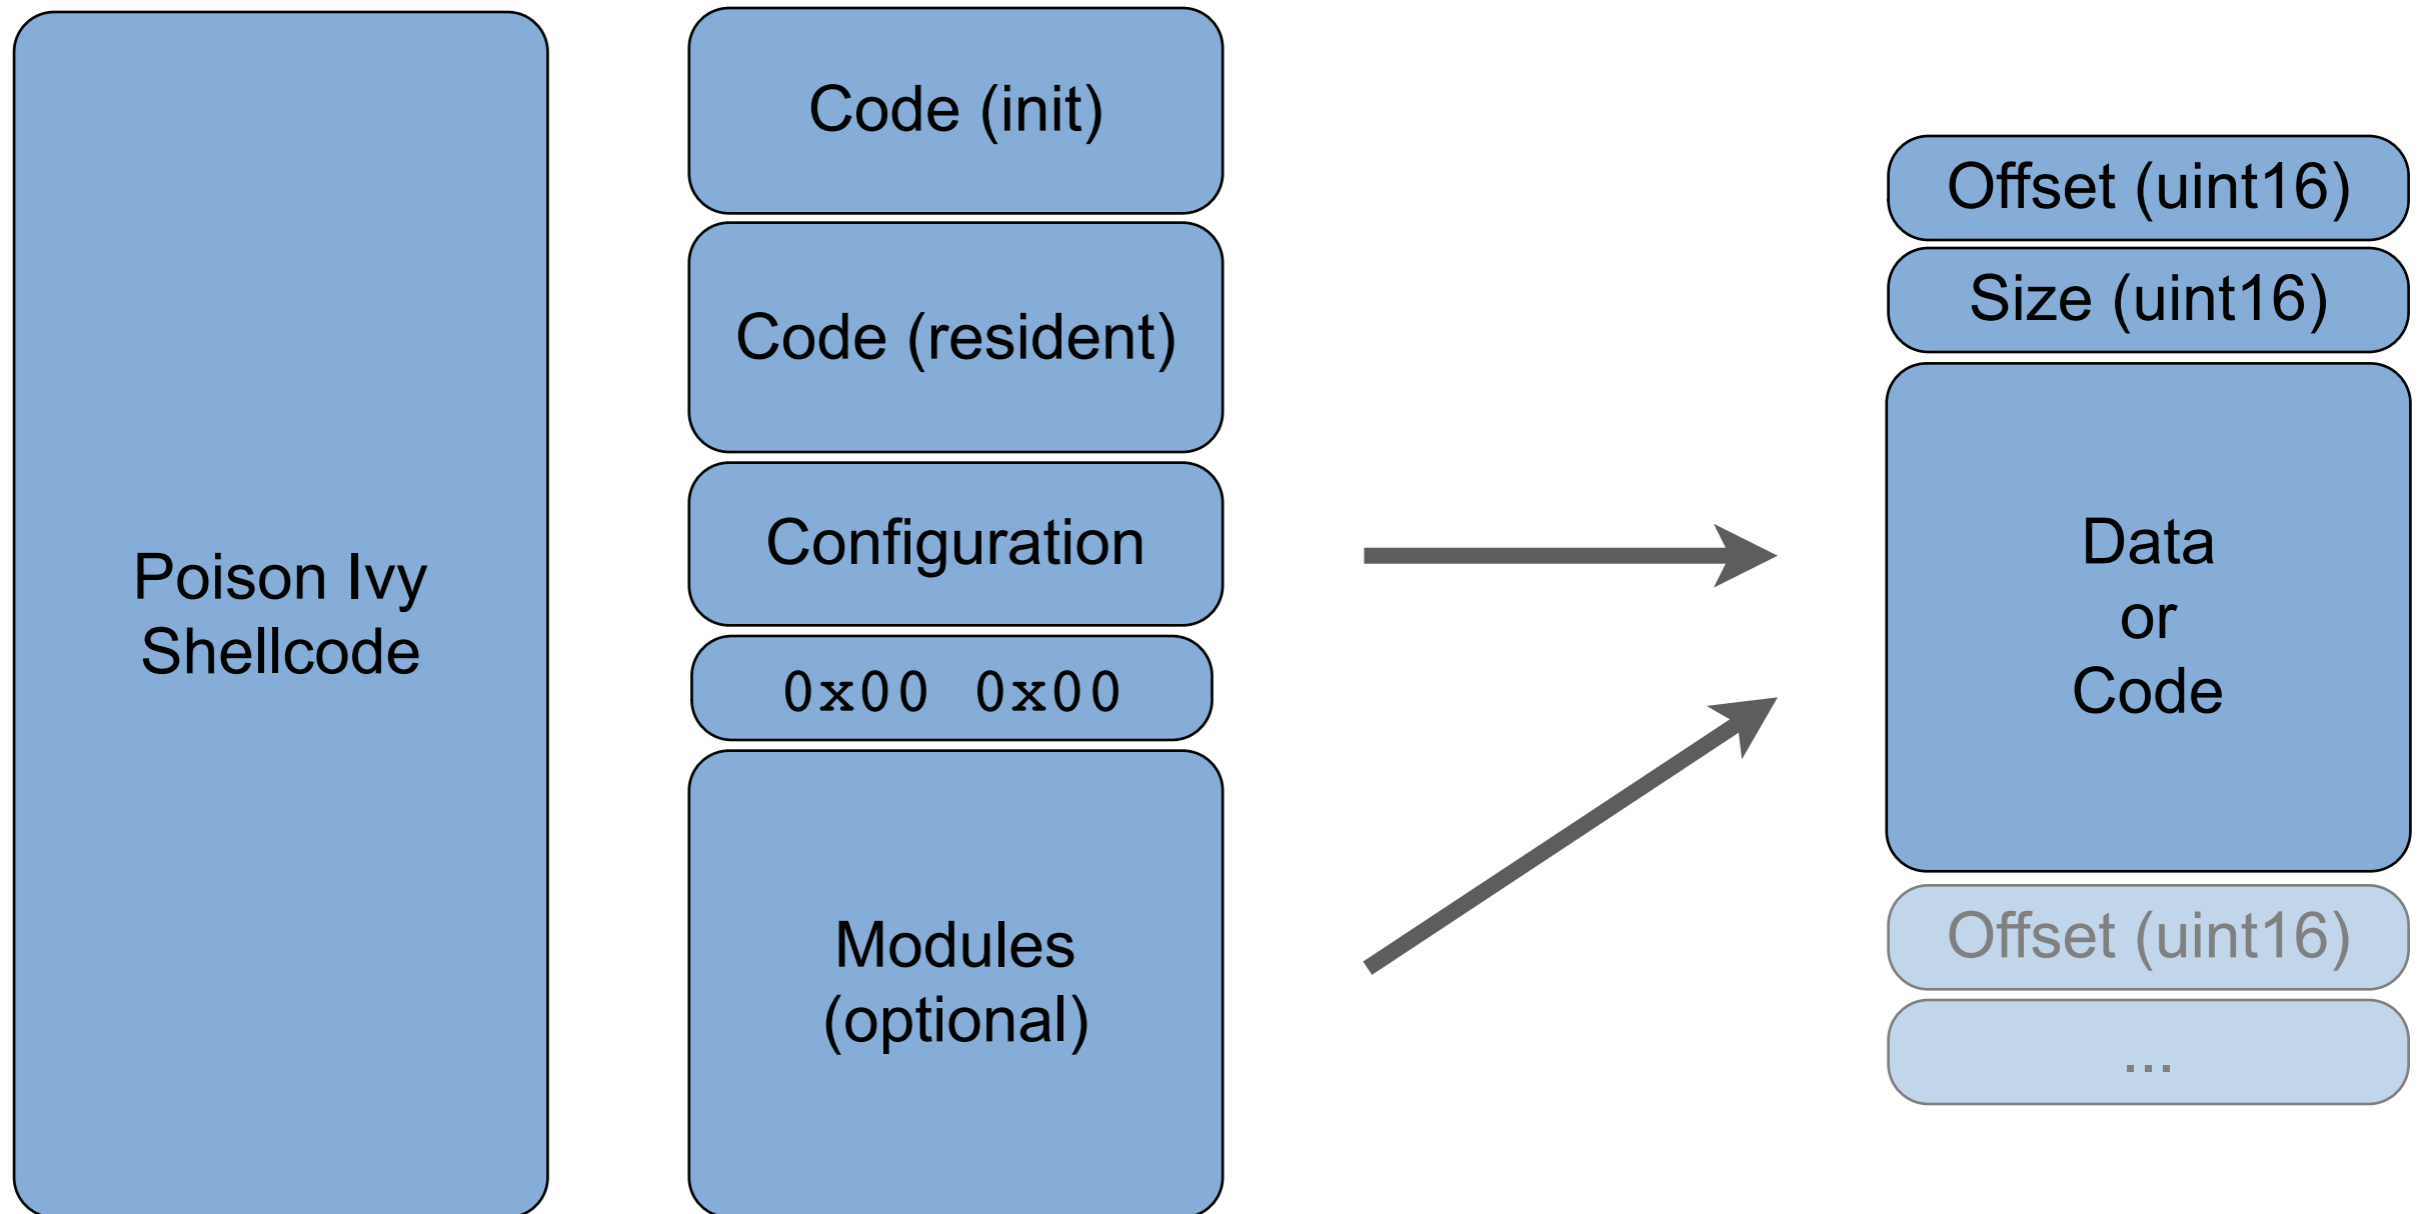 Poison Ivy
Shellcode
Code (init)
Code (resident)
Configuration
0x00 0x00
Modules
(optional)
Offset (uint16)
Size (uint16)
Data
or
Code
Offset (uint16)
...